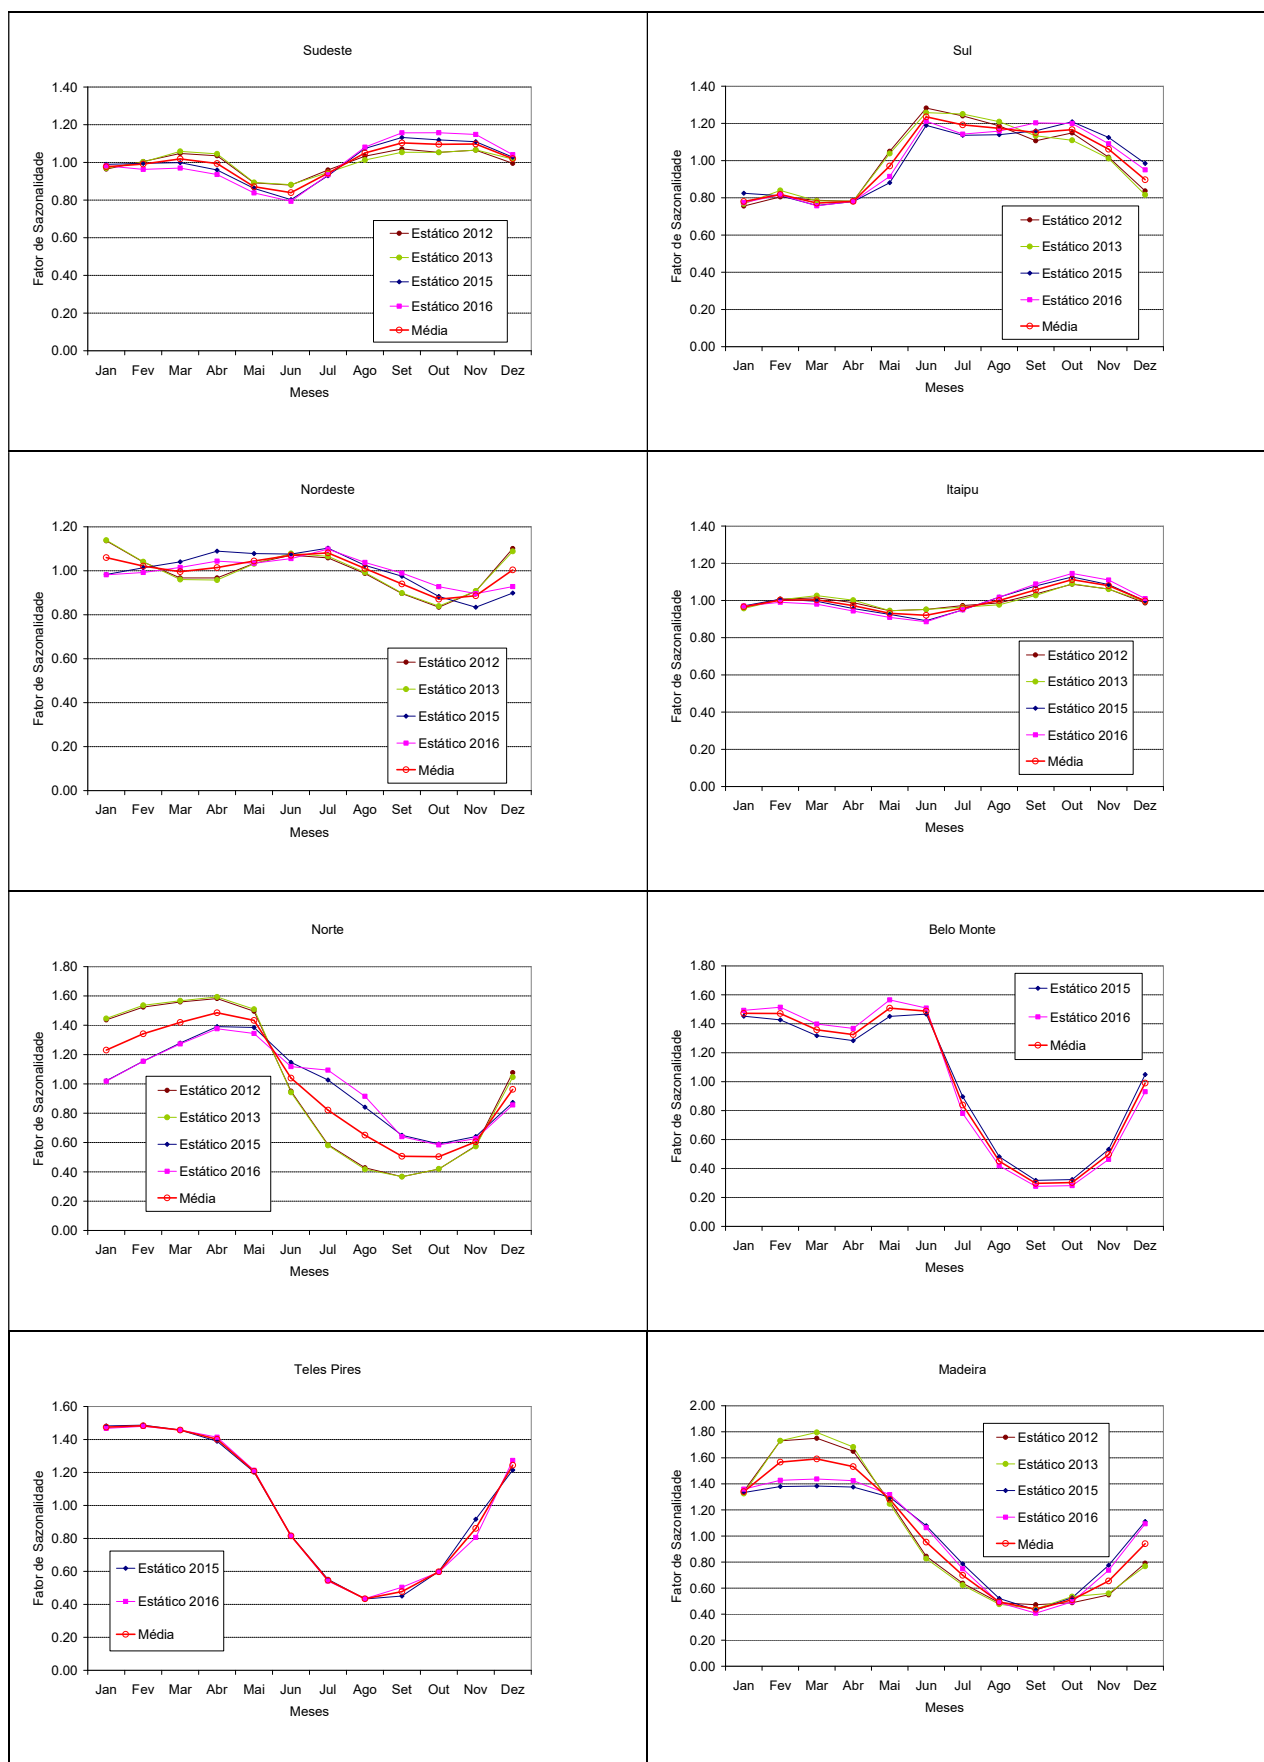 Sudeste
Fator de Sazonalidade
1.40
1.20
1.00
0.80
0.60
0.40
0.20
0.00
Estático 2012
Estático 2013
Estático 2015
Estático 2016
Média
Jan Fev Mar Abr Mai Jun Jul Ago Set Out Nov Dez
Meses
Sul
Fator de Sazonalidade
1.40
1.20
1.00
0.80
0.60
0.40
0.20
0.00
Estático 2012
Estático 2013
Estático 2015
Estático 2016
Média
Jan Fev Mar Abr Mai Jun Jul Ago Set Out Nov Dez
Meses
Nordeste
Fator de Sazonalidade
1.20
1.00
0.80
0.60
0.40
0.20
0.00
Estático 2012
Estático 2013
Estático 2015
Estático 2016
Média
Jan Fev Mar Abr Mai Jun Jul Ago Set Out Nov Dez
Meses
Itaipu
Fator de Sazonalidade
1.40
1.20
1.00
0.80
0.60
0.40
0.20
0.00
Estático 2012
Estático 2013
Estático 2015
Estático 2016
Média
Jan Fev Mar Abr Mai Jun Jul Ago Set Out Nov Dez
Meses
Norte
Fator de Sazonalidade
1.80
1.60
1.40
1.20
1.00
0.80
0.60
0.40
0.20
0.00
Estático 2012
Estático 2013
Estático 2015
Estático 2016
Média
Jan Fev Mar Abr Mai Jun Jul Ago Set Out Nov Dez
Meses
Belo Monte
Fator de Sazonalidade
1.80
1.60
1.40
1.20
1.00
0.80
0.60
0.40
0.20
0.00
Estático 2015
Estático 2016
Média
Jan Fev Mar Abr Mai Jun Jul Ago Set Out Nov Dez
Meses
Teles Pires
Fator de Sazonalidade
1.60
1.40
1.20
1.00
0.80
0.60
0.40
0.20
0.00
Estático 2015
Estático 2016
Média
Jan Fev Mar Abr Mai Jun Jul Ago Set Out Nov Dez
Meses
Madeira
Fator de Sazonalidade
2.00
1.80
1.60
1.40
1.20
1.00
0.80
0.60
0.40
0.20
0.00
Estático 2012
Estático 2013
Estático 2015
Estático 2016
Média
Jan Fev Mar Abr Mai Jun Jul Ago Set Out Nov Dez
Meses